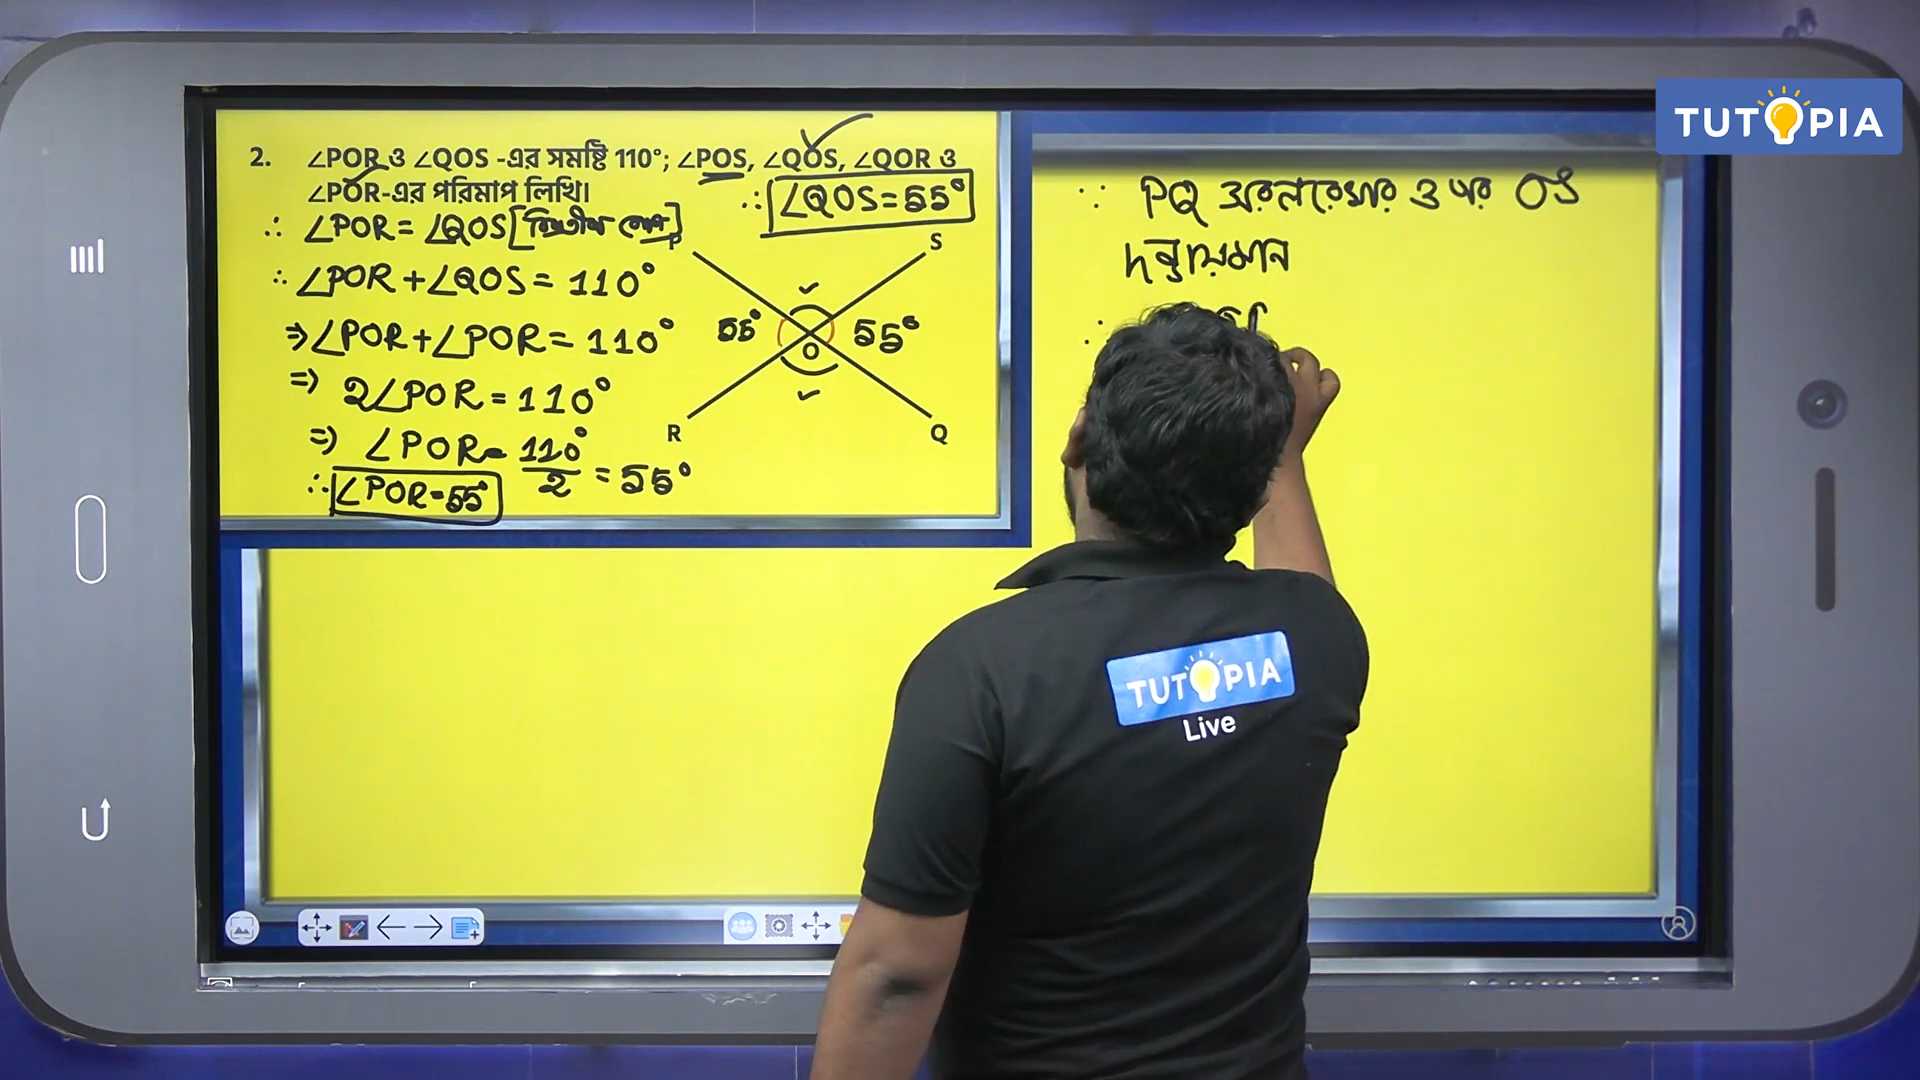 TUTOPIA
2. ∠POR ও ∠QOS -এর সমষ্টি 110°; ∠POS, ∠QOS, ∠QOR ও
∠POR-এর পরিমাপ লিখি।
∴ ∠QOS = 55°
∴ ∠POR = ∠QOS [বিপ্রতীপ কোণ]
∴ ∠POR + ∠QOS = 110°
⇒ ∠POR + ∠POR = 110°
⇒ 2∠POR = 110°
⇒ ∠POR = 110°/2 = 55°
∴ ∠POR = 55°
P
S
55°
55°
O
R
Q
∵ PQ সরলরেখার ওপর OS
দণ্ডায়মান
TUTOPIA
Live